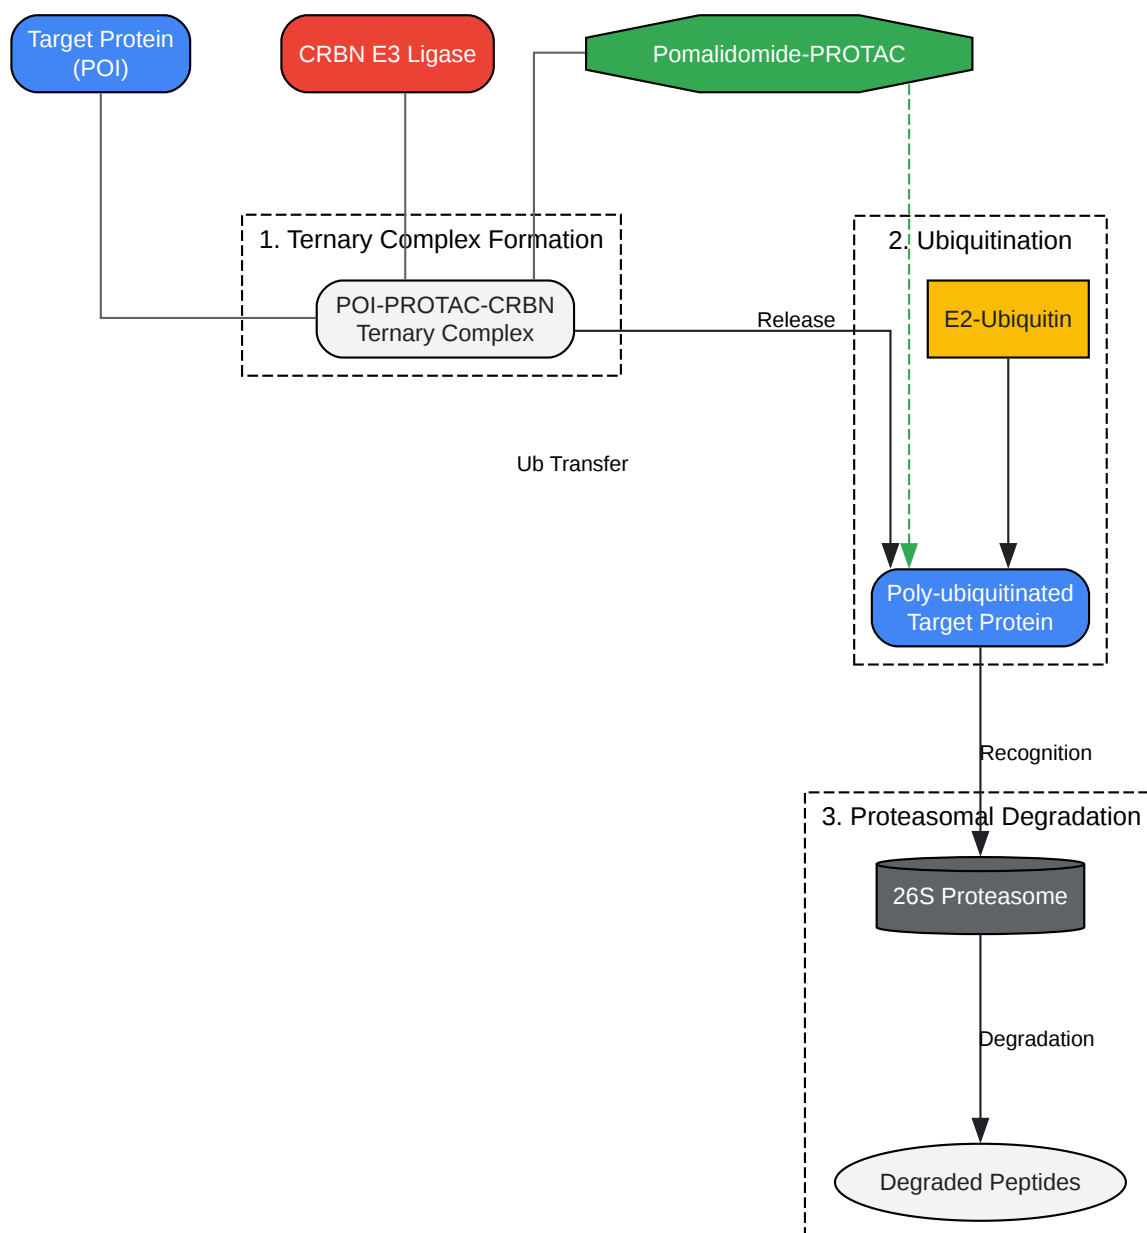 Target Protein
(POI)
CRBN E3 Ligase
Pomalidomide-PROTAC
1. Ternary Complex Formation
POI-PROTAC-CRBN
Ternary Complex
Release
2. Ubiquitination
E2-Ubiquitin
Ub Transfer
Poly-ubiquitinated
Target Protein
Recognition
3. Proteasomal Degradation
26S Proteasome
Degradation
Degraded Peptides